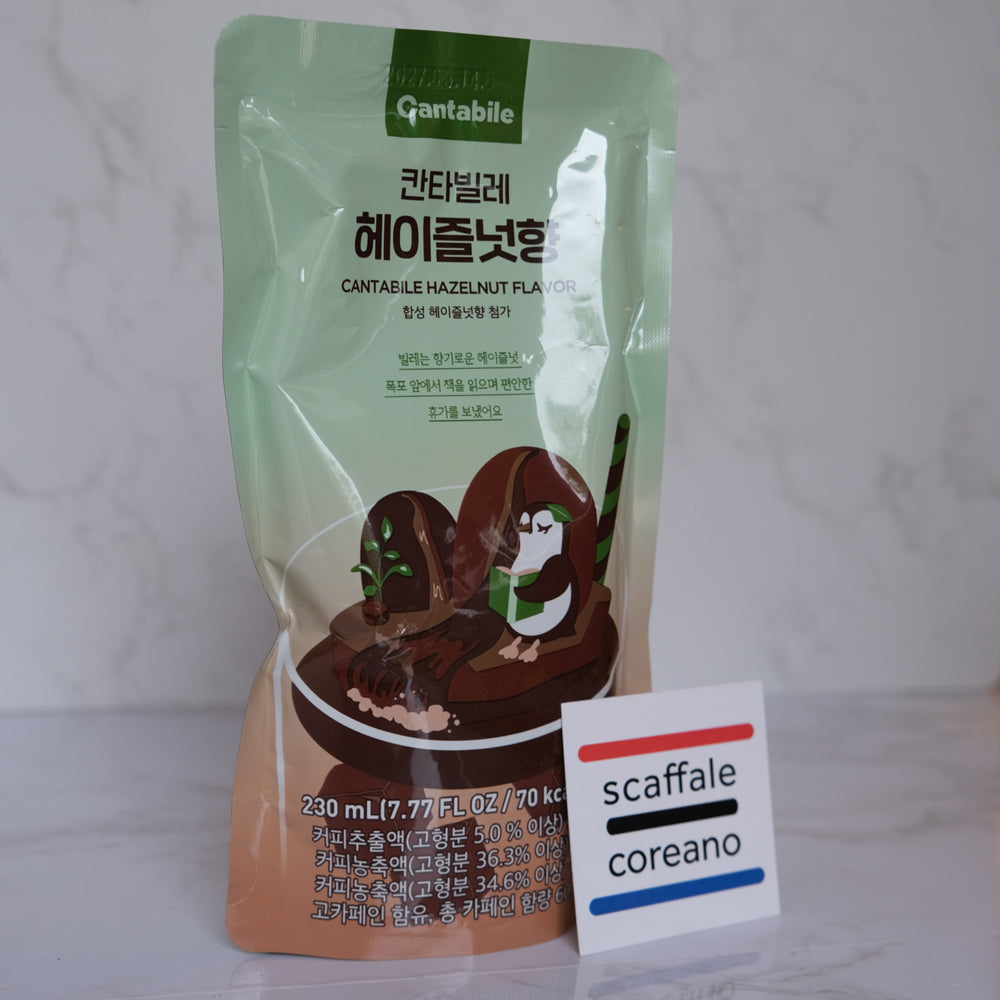 Cantabile
칸타빌레
헤이즐넛향
CANTABILE HAZELNUT FLAVOR
합성 헤이즐넛향 첨가
빌레는 향기로운 헤이즐넛
폭포 앞에서 책을 읽으며 편안한
휴가를 보냈어요
230 mL(7.77 FL OZ / 70
커피추출액(고형분 5.0 % 이상)
커피농축액(고형분 36.3% 이상
커피농축액(고형분 34.6% 이상
고카페인 함유, 총 카페인 함량
scaffale
coreano